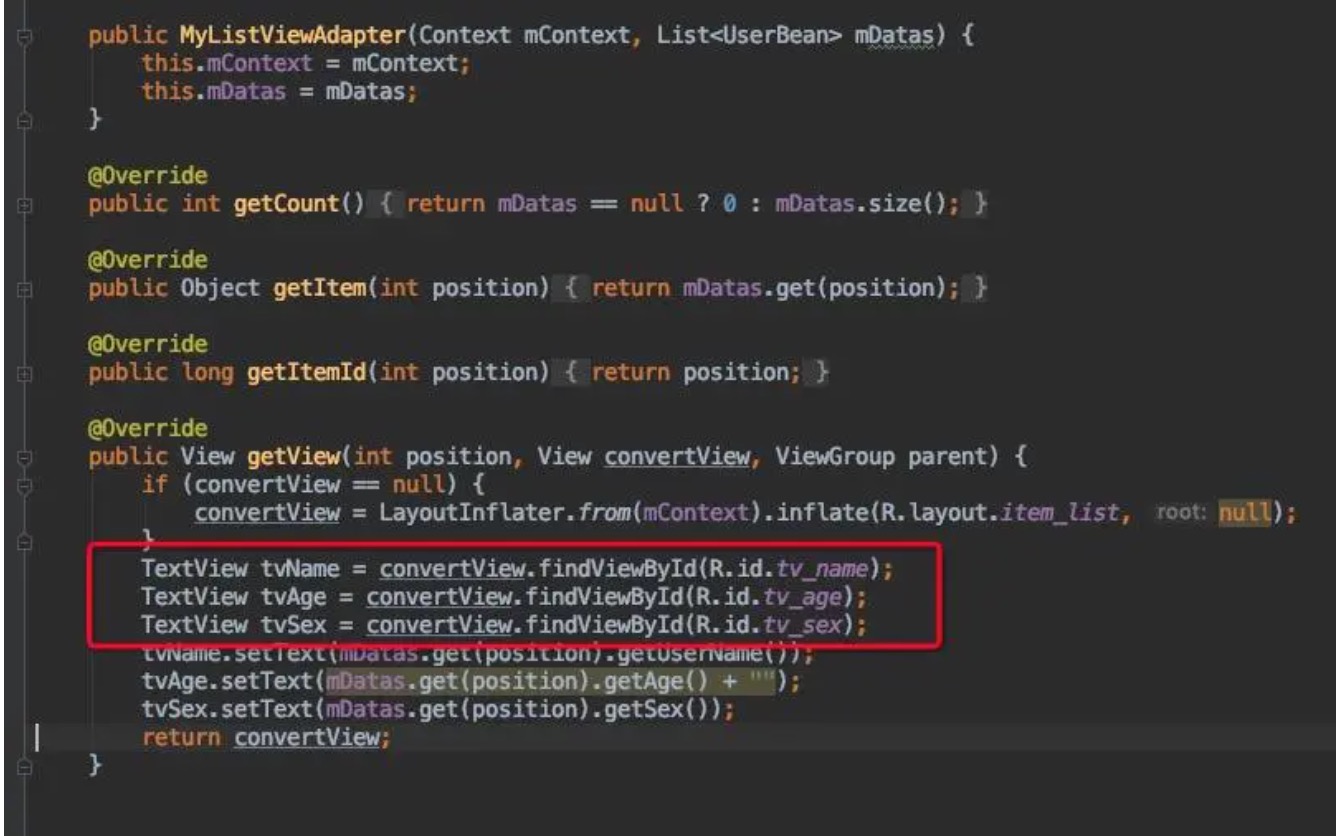 public MyListViewAdapter(Context mContext, List<UserBean> mDatas) {
this.mContext = mContext;
this.mDatas = mDatas;
}
@Override
public int getCount() { return mDatas == null ? 0 : mDatas.size(); }
@Override
public Object getItem(int position) { return mDatas.get(position); }
@Override
public long getItemId(int position) { return position; }
@Override
public View getView(int position, View convertView, ViewGroup parent) {
if (convertView == null) {
convertView = LayoutInflater.from(mContext).inflate(R.layout.item_list, root: null);
}
TextView tvName = convertView.findViewById(R.id.tv_name);
TextView tvAge = convertView.findViewById(R.id.tv_age);
TextView tvSex = convertView.findViewById(R.id.tv_sex);
tvName.setText(mDatas.get(position).getUserName());
tvAge.setText(mDatas.get(position).getAge() + "");
tvSex.setText(mDatas.get(position).getSex());
return convertView;
}